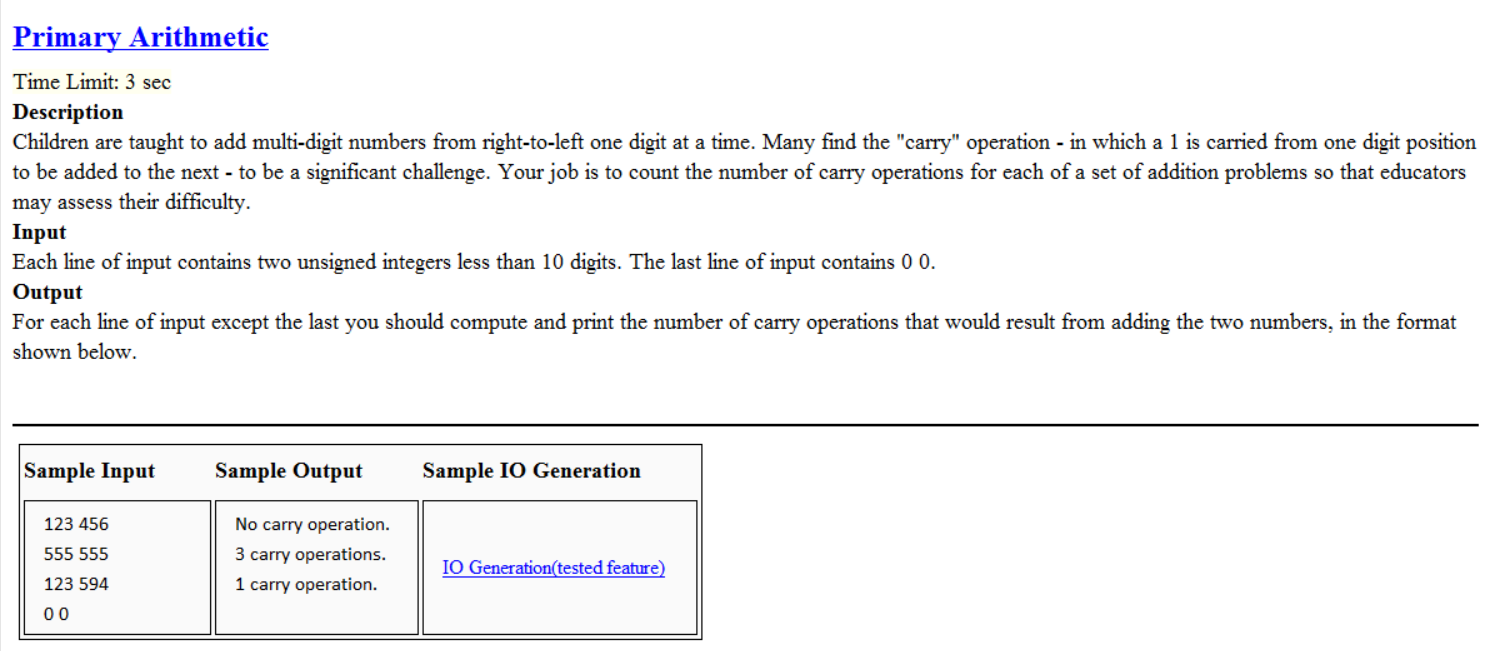 Primary Arithmetic
Time Limit: 3 sec
Description
Children are taught to add multi-digit numbers from right-to-left one digit at a time. Many find the "carry" operation - in which a 1 is carried from one digit position
to be added to the next - to be a significant challenge. Your job is to count the number of carry operations for each of a set of addition problems so that educators
may assess their difficulty.
Input
Each line of input contains two unsigned integers less than 10 digits. The last line of input contains 0 0.
Output
For each line of input except the last you should compute and print the number of carry operations that would result from adding the two numbers, in the format
shown below.
Sample Input Sample Output Sample IO Generation
123 456
555 555
123 594
0 0
No carry operation.
3 carry operations.
1 carry operation.
IO Generation(tested feature)